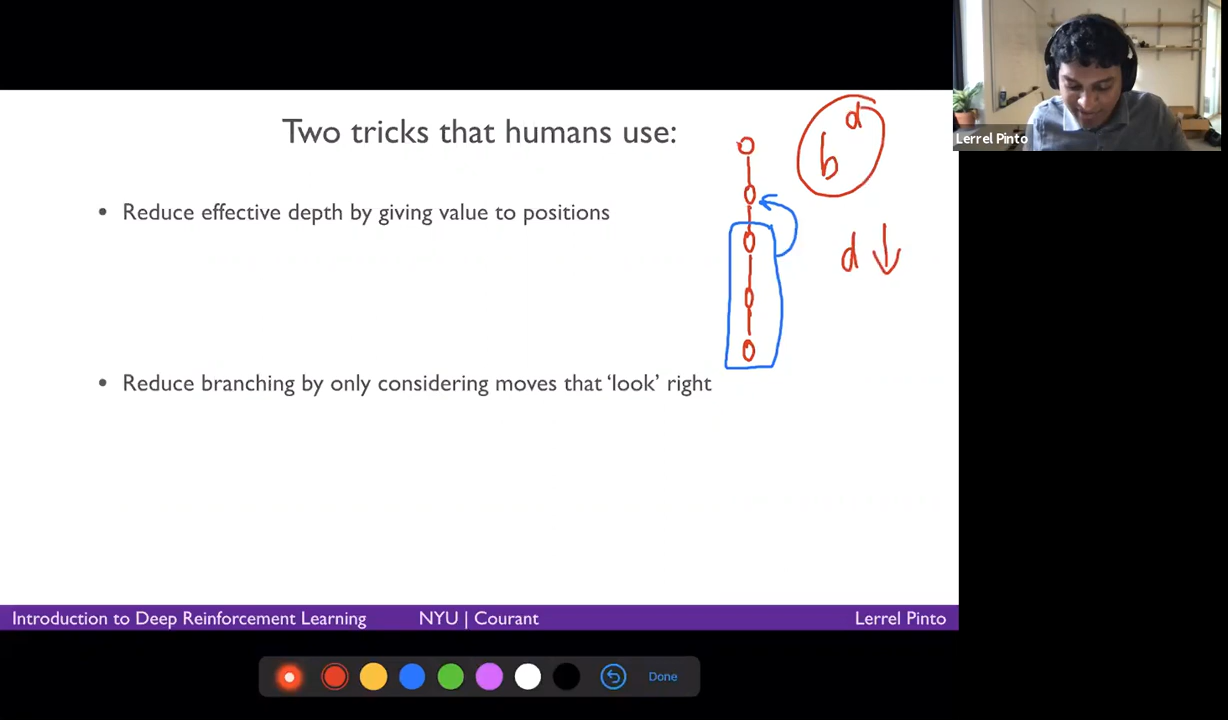 Two tricks that humans use:
• Reduce effective depth by giving value to positions
• Reduce branching by only considering moves that ‘look’ right
b^d
d ↓
Lerrel Pinto
Introduction to Deep Reinforcement Learning NYU | Courant Lerrel Pinto
Done